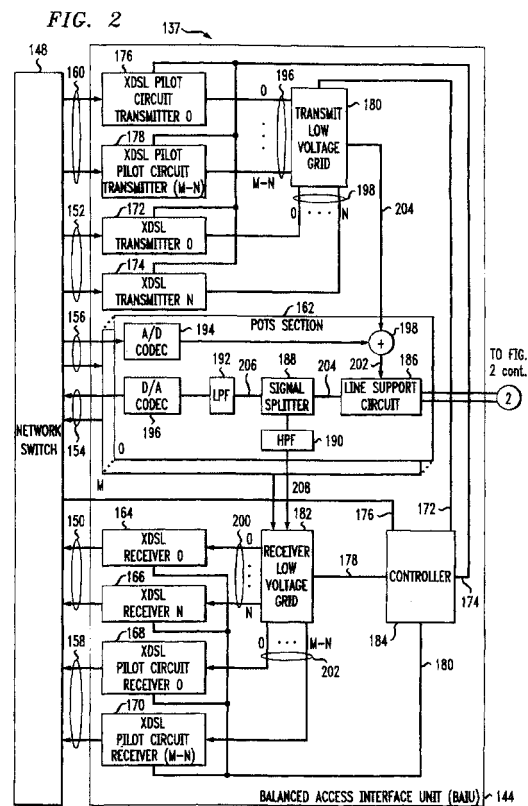 FIG. 2
137
148
176
XDSL PILOT
CIRCUIT
TRANSMITTER 0
160
178
XDSL PILOT
PILOT CIRCUIT
TRANSMITTER (M-N)
196
0
M-N
180
TRANSMIT
LOW
VOLTAGE
GRID
198
0 ... N
204
152
172
XDSL
TRANSMITTER 0
174
XDSL
TRANSMITTER N
162
POTS SECTION
156
194
A/D
CODEC
198
+
202
192
188
204
186
D/A
CODEC
196
LPF
206
SIGNAL
SPLITTER
LINE SUPPORT
CIRCUIT
TO FIG.
2 cont.
2
154
HPF
190
0
M
208
NETWORK
SWITCH
164
XDSL
RECEIVER 0
150
200
0
N
182
RECEIVER
LOW
VOLTAGE
GRID
176
172
178
CONTROLLER
174
184
166
XDSL
RECEIVER N
168
XDSL
PILOT CIRCUIT
RECEIVER 0
0 ... M-N
202
180
158
170
XDSL
PILOT CIRCUIT
RECEIVER (M-N)
BALANCED ACCESS INTERFACE UNIT (BAIU)
144